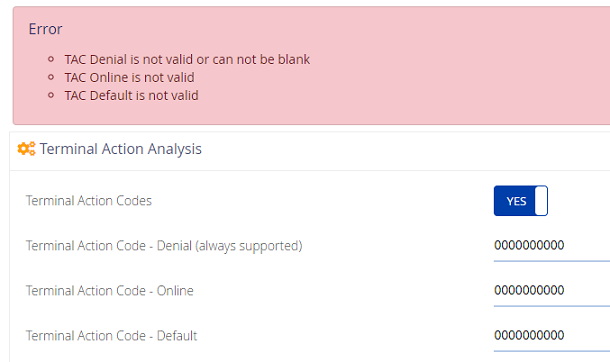 Error
TAC Denial is not valid or can not be blank
TAC Online is not valid
TAC Default is not valid
Terminal Action Analysis
Terminal Action Codes YES
Terminal Action Code - Denial (always supported) 0000000000
Terminal Action Code - Online 0000000000
Terminal Action Code - Default 0000000000